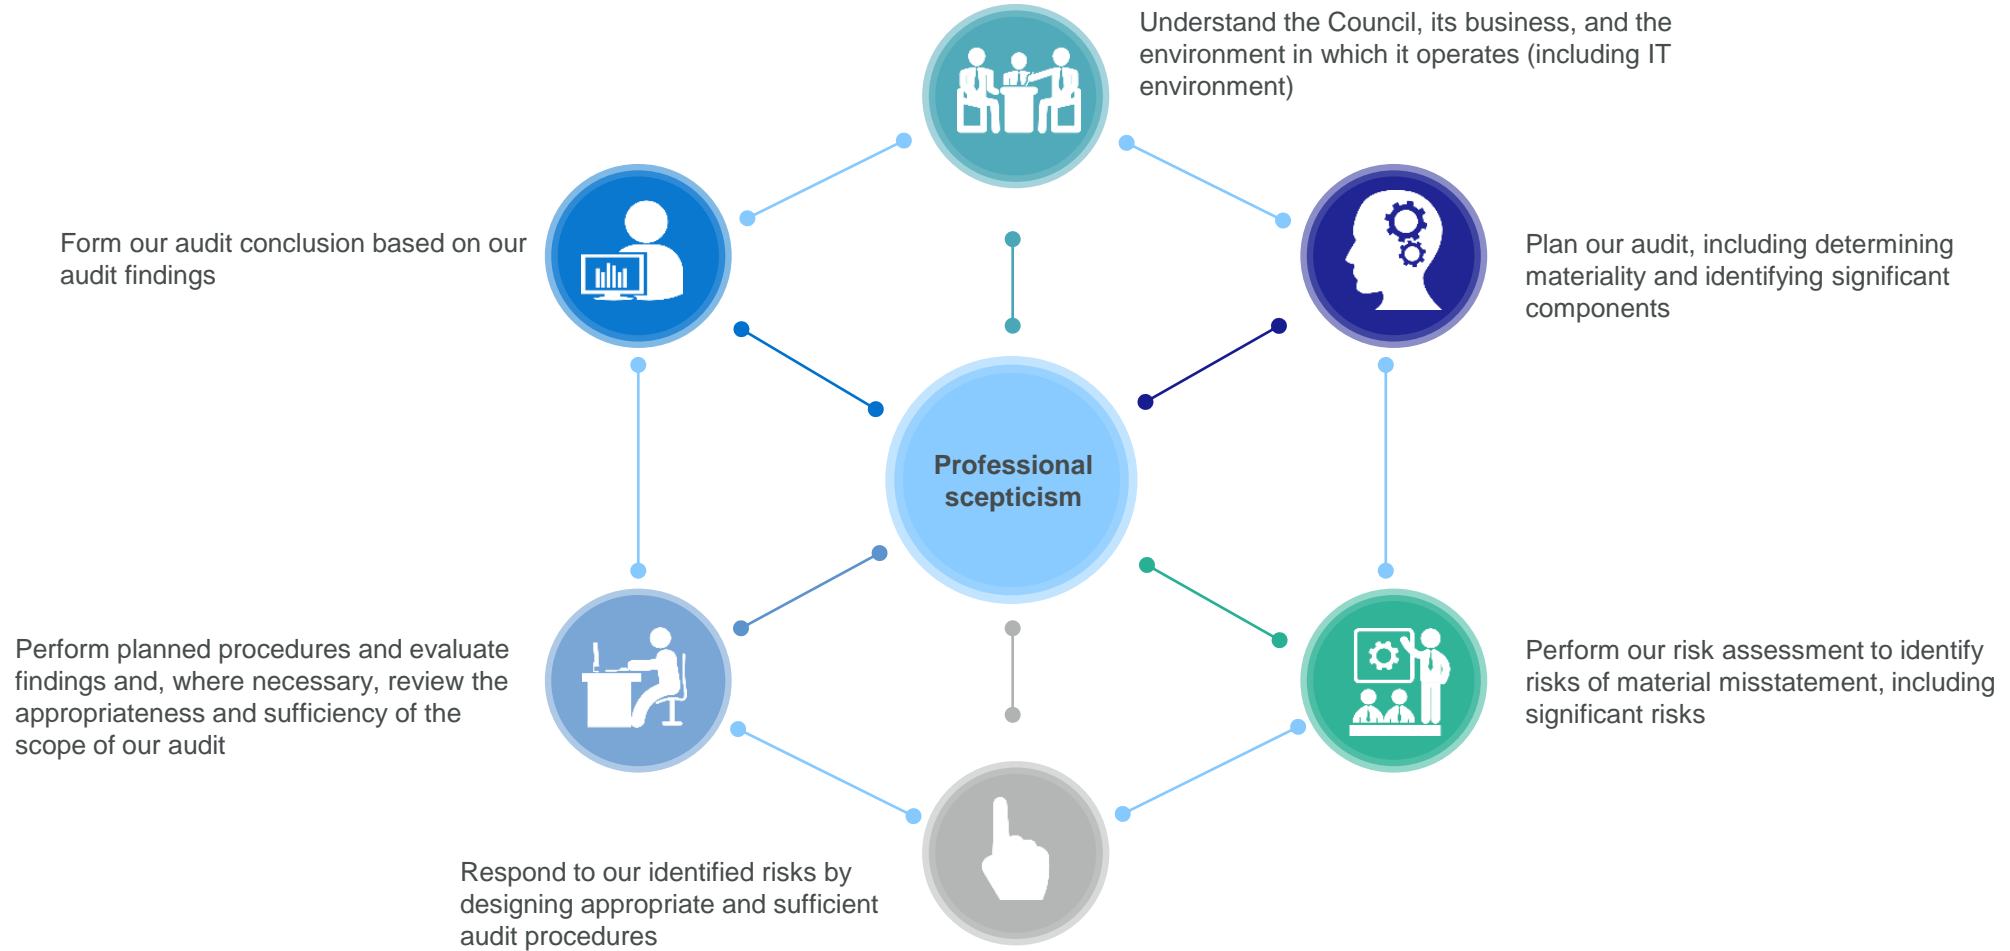 Understand the Council, its business, and the
environment in which it operates (including IT
environment)
Form our audit conclusion based on our
audit findings
Plan our audit, including determining
materiality and identifying significant
components
Professional
scepticism
Perform planned procedures and evaluate
findings and, where necessary, review the
appropriateness and sufficiency of the
scope of our audit
Perform our risk assessment to identify
risks of material misstatement, including
significant risks
Respond to our identified risks by
designing appropriate and sufficient
audit procedures